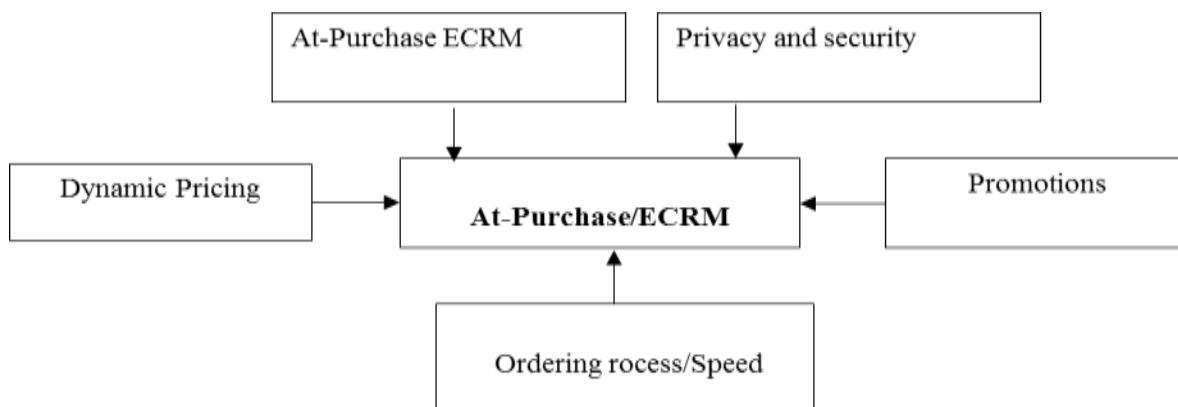 At-Purchase ECRM
Privacy and security
Dynamic Pricing
At-Purchase/ECRM
Promotions
Ordering rocess/Speed